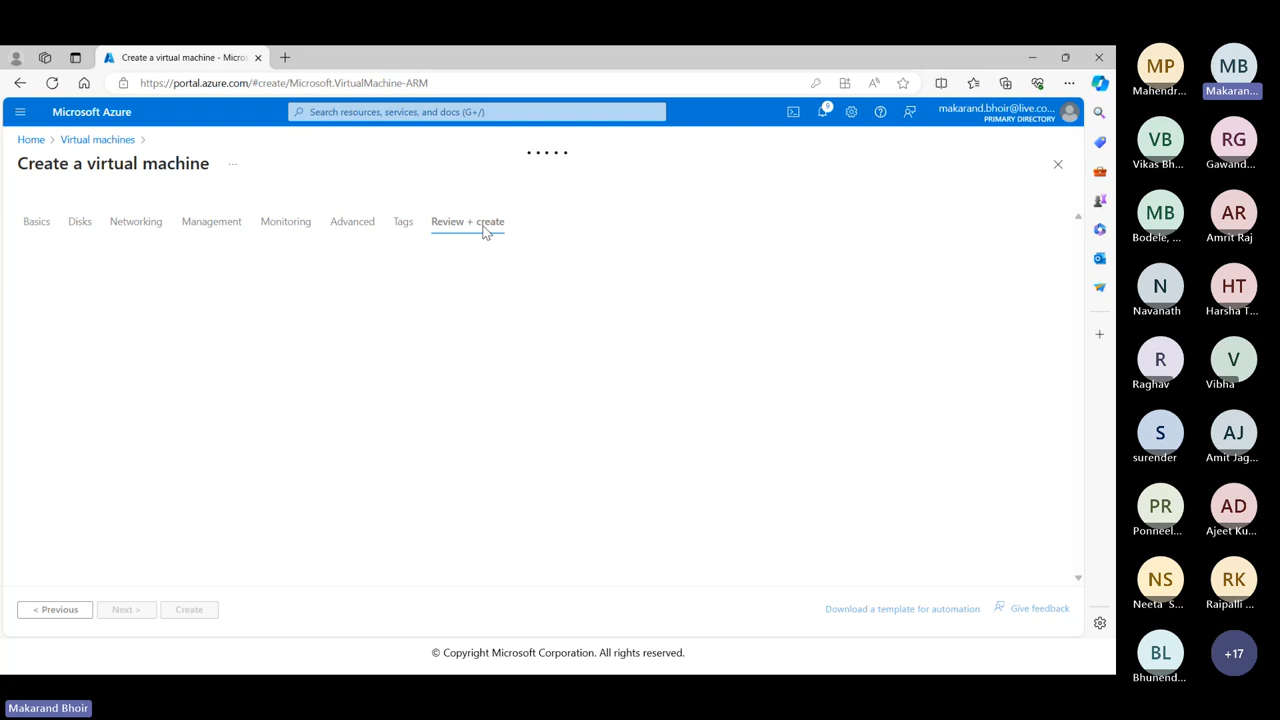 Create a virtual machine - Micros
https://portal.azure.com/#create/Microsoft.VirtualMachine-ARM
Microsoft Azure
Search resources, services, and docs (G+/)
9
makarand.bhoir@live.co...
PRIMARY DIRECTORY
Home > Virtual machines >
Create a virtual machine ...
Basics Disks Networking Management Monitoring Advanced Tags Review + create
< Previous Next > Create
Download a template for automation Give feedback
© Copyright Microsoft Corporation. All rights reserved.
Makarand Bhoir
MP MB
Mahendr... Makaran...
VB RG
Vikas Bh... Gawand...
MB AR
Bodele, ... Amrit Raj
N HT
Navanath Harsha T...
R V
Raghav Vibha
S AJ
surender Amit Jag...
PR AD
Ponneel... Ajeet Ku...
NS RK
Neeta S... Raipalli ...
BL +17
Bhunend...